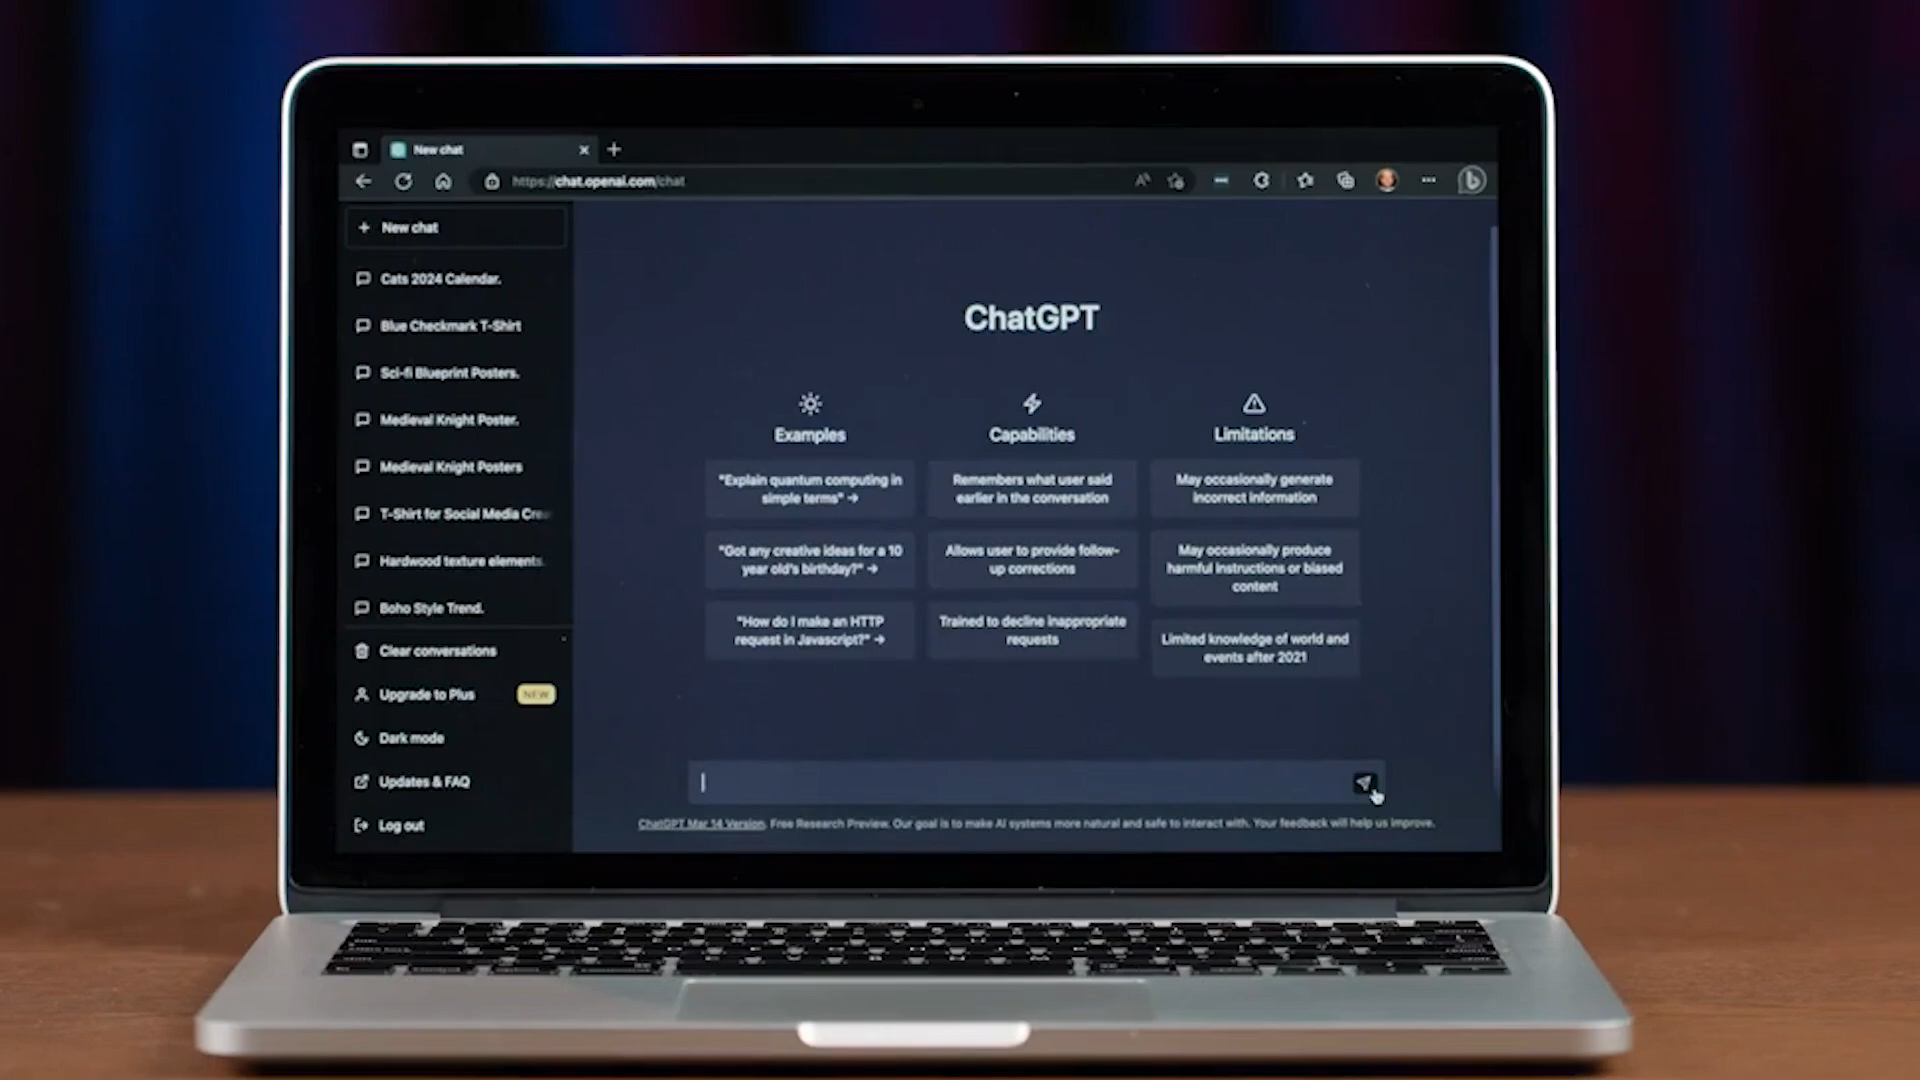 New chat
https://chat.openai.com/chat
New chat
Cats 2024 Calendar.
Blue Checkmark T-Shirt
Sci-fi Blueprint Posters.
Medieval Knight Poster.
Medieval Knight Posters
T-Shirt for Social Media Crea
Hardwood texture elements.
Boho Style Trend.
Clear conversations
Upgrade to Plus
NEW
Dark mode
Updates & FAQ
Log out
ChatGPT
Examples
"Explain quantum computing in
simple terms" →
"Got any creative ideas for a 10
year old's birthday?" →
"How do I make an HTTP
request in Javascript?" →
Capabilities
Remembers what user said
earlier in the conversation
Allows user to provide follow-
up corrections
Trained to decline inappropriate
requests
Limitations
May occasionally generate
incorrect information
May occasionally produce
harmful instructions or biased
content
Limited knowledge of world and
events after 2021
ChatGPT Mar 14 Version. Free Research Preview. Our goal is to make AI systems more natural and safe to interact with. Your feedback will help us improve.